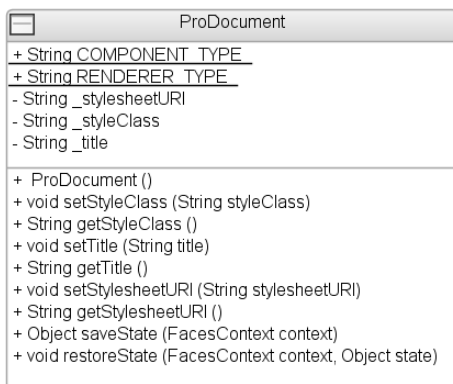 ProDocument
+ String COMPONENT_TYPE
+ String RENDERER_TYPE
- String _stylesheetURI
- String _styleClass
- String _title
+ ProDocument ()
+ void setStyleClass (String styleClass)
+ String getStyleClass ()
+ void setTitle (String title)
+ String getTitle ()
+ void setStylesheetURI (String stylesheetURI)
+ String getStylesheetURI ()
+ Object saveState (FacesContext context)
+ void restoreState (FacesContext context, Object state)